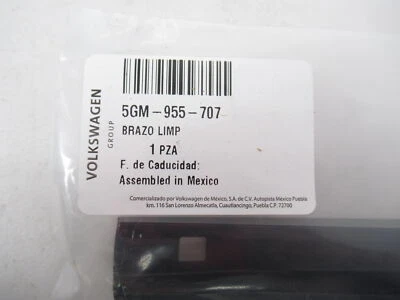 VOLKSWAGEN
GROUP
5GM-955-707
BRAZO LIMP
1 PZA
F. de Caducidad:
Assembled in Mexico
Comercializado por Volkswagen de México, S.A. de C.V. Autopista México Puebla
km. 116 San Lorenzo Almecatla, Cuautlancingo, Puebla C.P. 72700